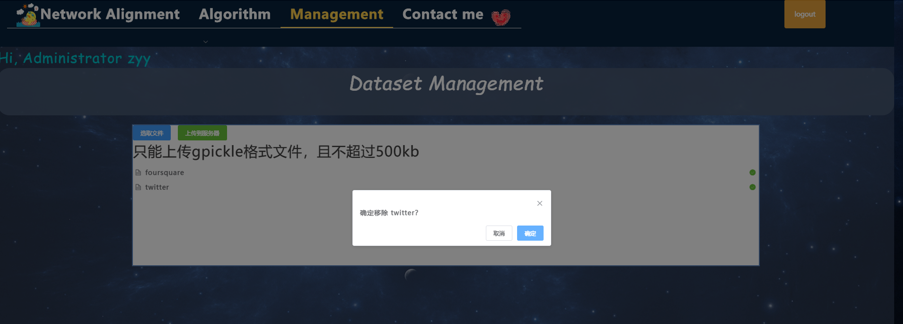 Network Alignment Algorithm Management Contact me logout
Hi, Administrator zyy
Dataset Management
选取文件 上传到服务器
只能上传gpickle格式文件，且不超过500kb
foursquare
twitter
确定移除 twitter？
取消 确定